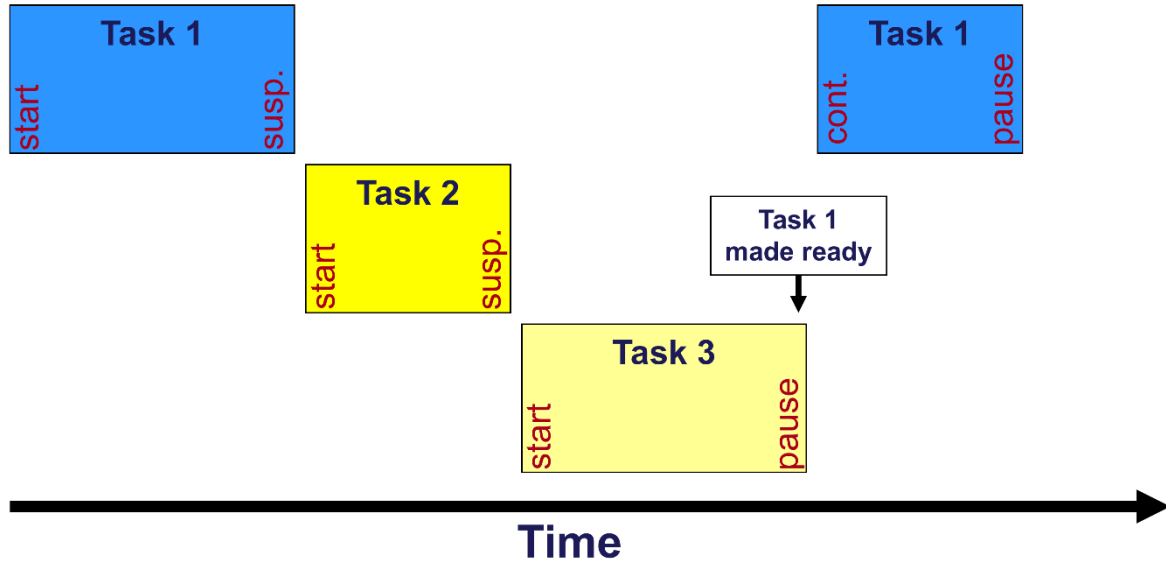 Task 1
start
susp.
Task 2
start
susp.
Task 3
start
pause
Task 1
made ready
Task 1
cont.
pause
Time